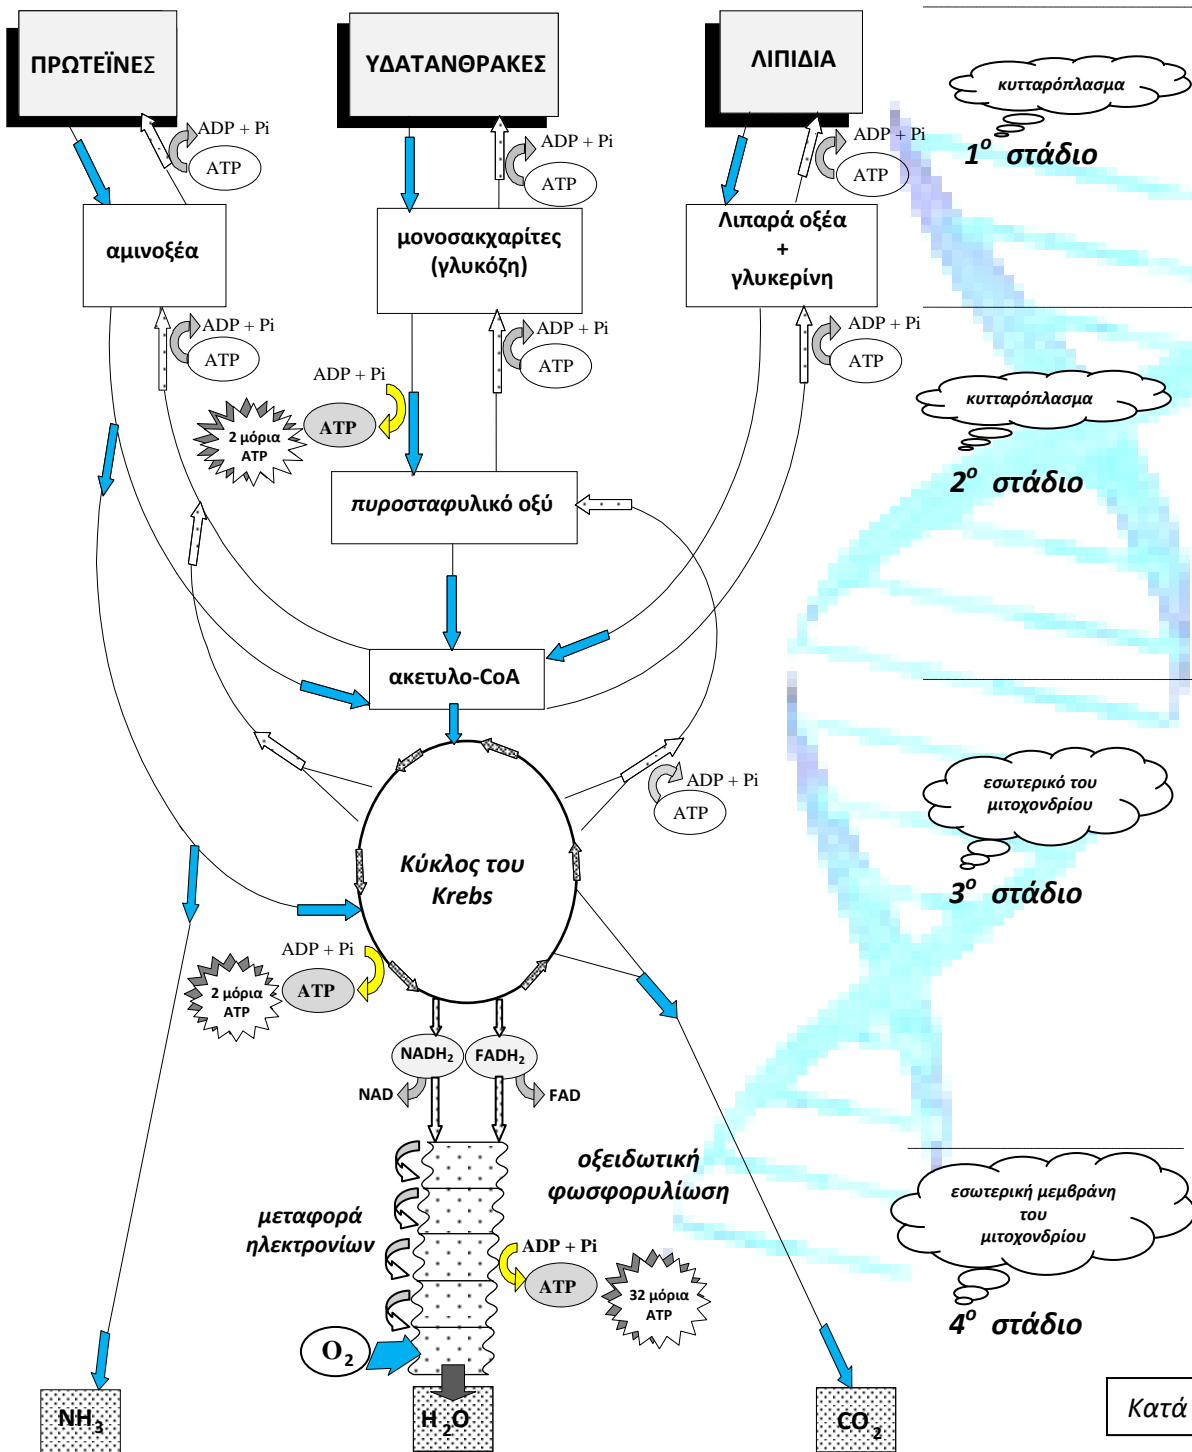 ΠΡΩΤΕΪΝΕΣ
ΥΔΑΤΑΝΘΡΑΚΕΣ
ΛΙΠΙΔΙΑ
κυτταρόπλασμα
1ο στάδιο
ADP + Pi
ATP
ADP + Pi
ATP
ADP + Pi
ATP
αμινοξέα
μονοσακχαρίτες
(γλυκόζη)
Λιπαρά οξέα
+
γλυκερίνη
ADP + Pi
ATP
ADP + Pi
ATP
ADP + Pi
ATP
ADP + Pi
ATP
2 μόρια
ATP
κυτταρόπλασμα
2ο στάδιο
πυροσταφυλικό οξύ
ακετυλο-CoA
ADP + Pi
ATP
εσωτερικό του
μιτοχονδρίου
3ο στάδιο
Κύκλος του
Krebs
ADP + Pi
ATP
2 μόρια
ATP
NADH2
FADH2
NAD
FAD
οξειδωτική
φωσφορυλίωση
μεταφορά
ηλεκτρονίων
ADP + Pi
ATP
32 μόρια
ATP
εσωτερική μεμβράνη
του
μιτοχονδρίου
4ο στάδιο
O2
NH3
H2O
CO2
Κατά